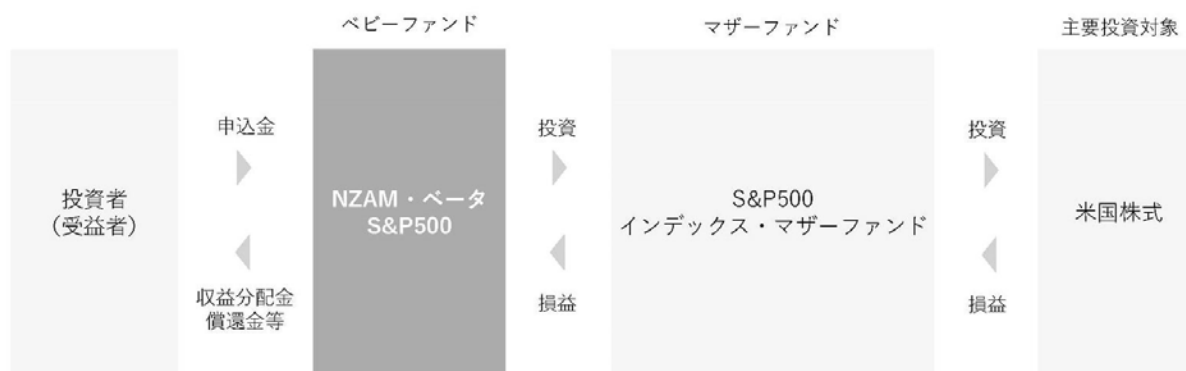 ベビーファンド
マザーファンド
主要投資対象
投資者
(受益者)
申込金
収益分配金
償還金等
NZAM・ベータ
S&P500
投資
損益
S&P500
インデックス・マザーファンド
投資
損益
米国株式